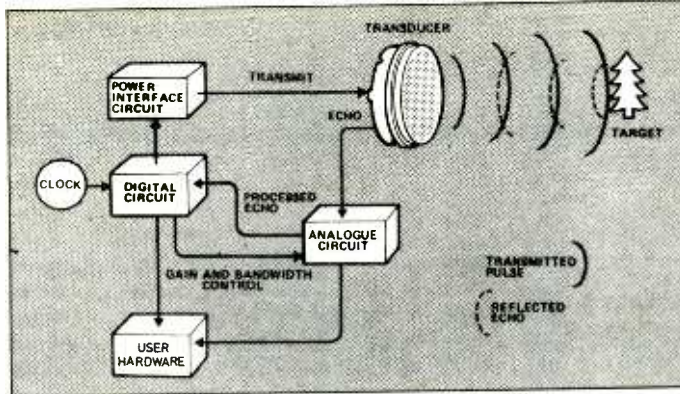 TRANSDUCER
POWER
INTERFACE
CIRCUIT
TRANSMIT
ECHO
TARGET
CLOCK
DIGITAL
CIRCUIT
PROCESSED
ECHO
ANALOGUE
CIRCUIT
GAIN AND BANDWIDTH
CONTROL
TRANSMITTED
PULSE
REFLECTED
ECHO
USER
HARDWARE